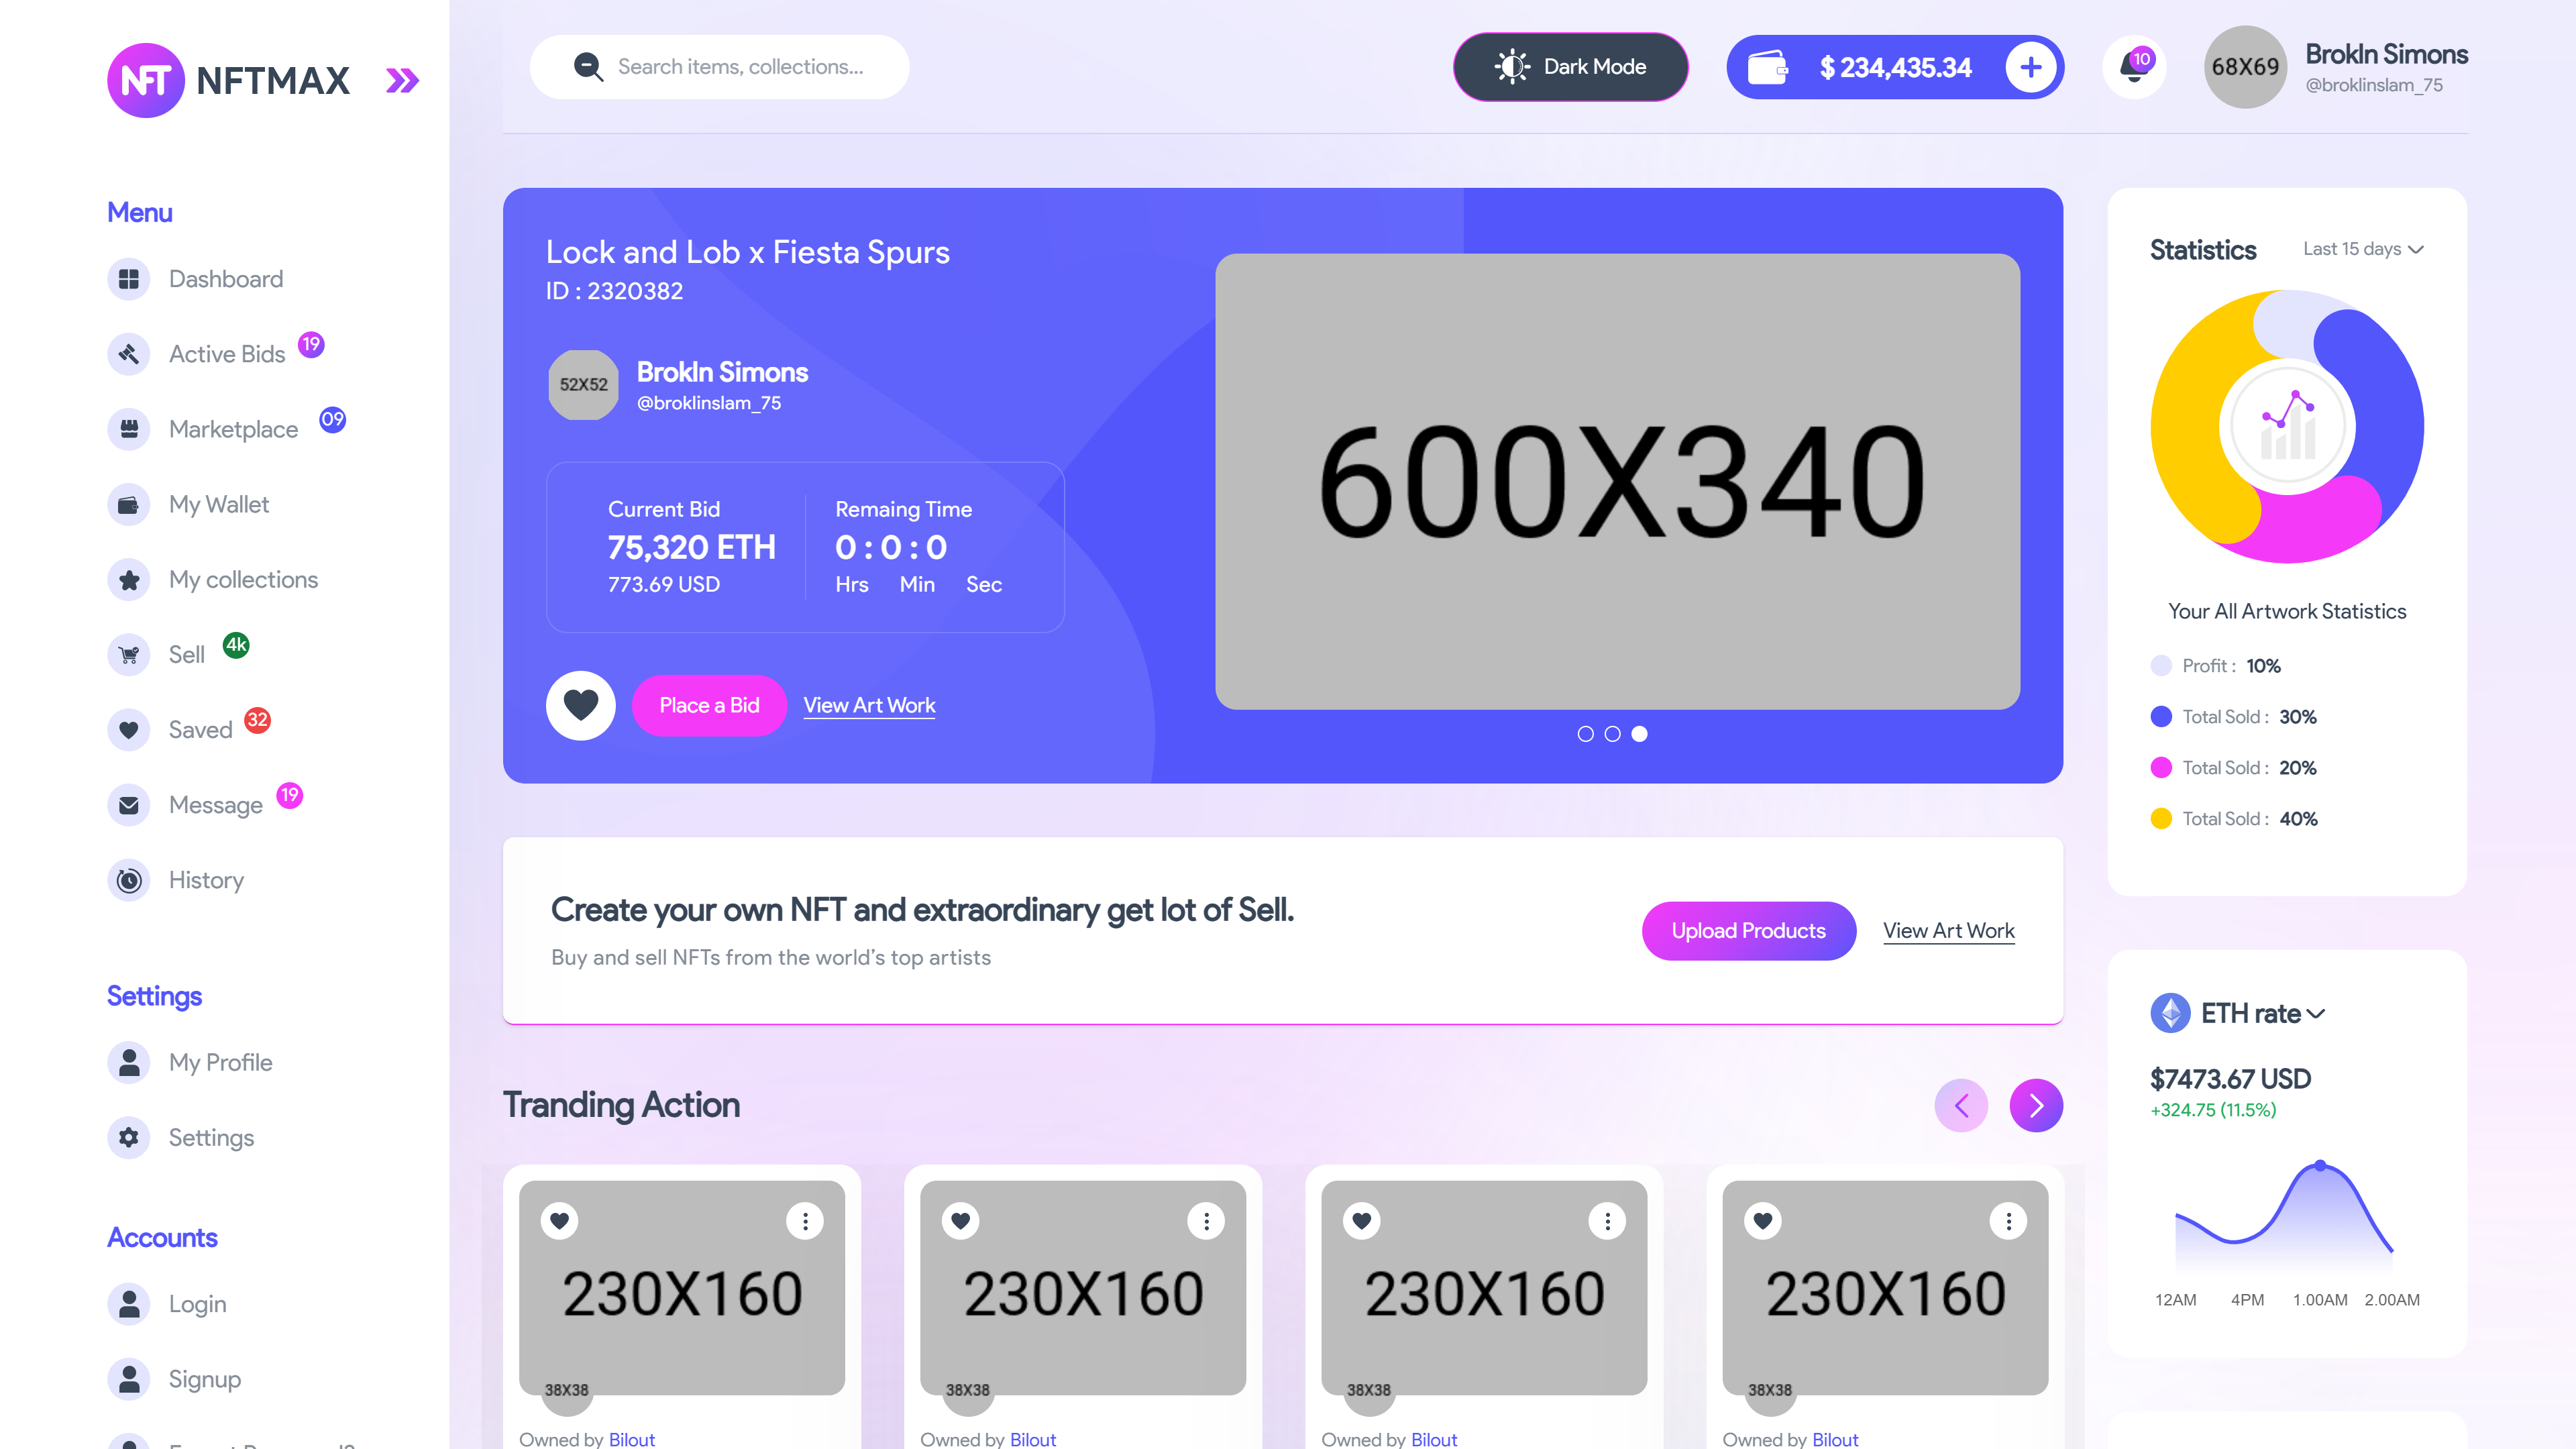 NFT NFTMAX
Menu
Dashboard
Active Bids 19
Marketplace 09
My Wallet
My collections
Sell 4k
Saved 32
Message 19
History
Settings
My Profile
Settings
Accounts
Login
Signup
Search items, collections...
Dark Mode
$ 234,435.34
10
68X69
Brokln Simons
@broklinslam_75
Lock and Lob x Fiesta Spurs
ID : 2320382
52X52
Brokln Simons
@broklinslam_75
Current Bid
75,320 ETH
773.69 USD
Remaing Time
0 : 0 : 0
Hrs Min Sec
Place a Bid
View Art Work
600X340
Create your own NFT and extraordinary get lot of Sell.
Buy and sell NFTs from the world’s top artists
Upload Products
View Art Work
Tranding Action
230X160
38X38
Owned by Bilout
230X160
38X38
Owned by Bilout
230X160
38X38
Owned by Bilout
230X160
38X38
Owned by Bilout
Statistics
Last 15 days
Your All Artwork Statistics
Profit : 10%
Total Sold : 30%
Total Sold : 20%
Total Sold : 40%
ETH rate
$7473.67 USD
+324.75 (11.5%)
12AM 4PM 1.00AM 2.00AM